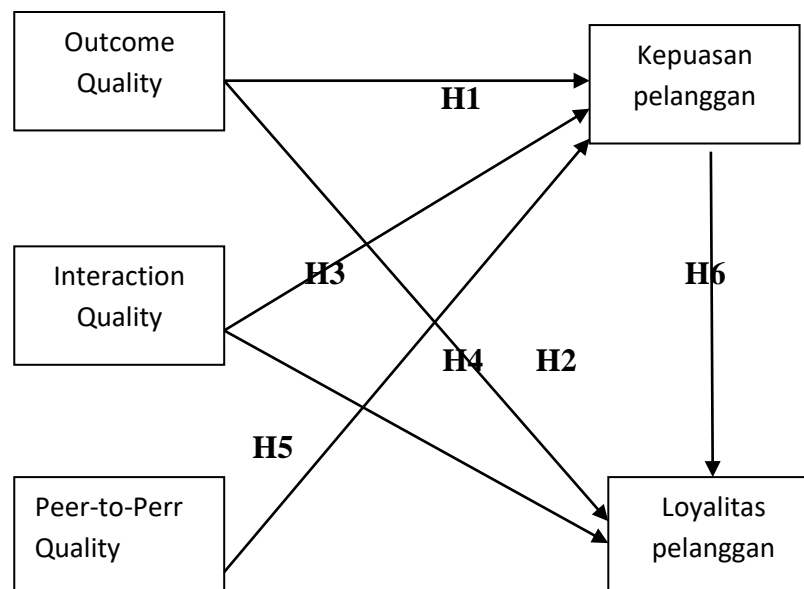 Outcome
Quality
Kepuasan
pelanggan
H1
Interaction
Quality
H3
H6
H4
H2
H5
Peer-to-Perr
Quality
Loyalitas
pelanggan